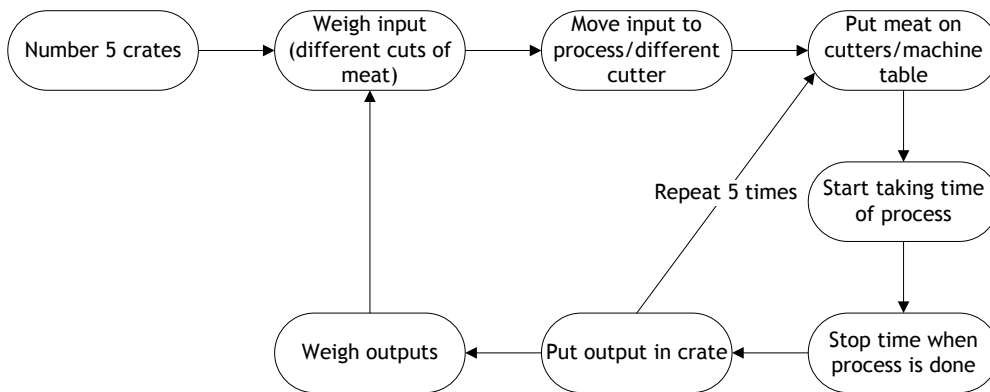 Number 5 crates
Weigh input
(different cuts of
meat)
Move input to
process/different
cutter
Put meat on
cutters/machine
table
Repeat 5 times
Start taking time
of process
Weigh outputs
Put output in crate
Stop time when
process is done